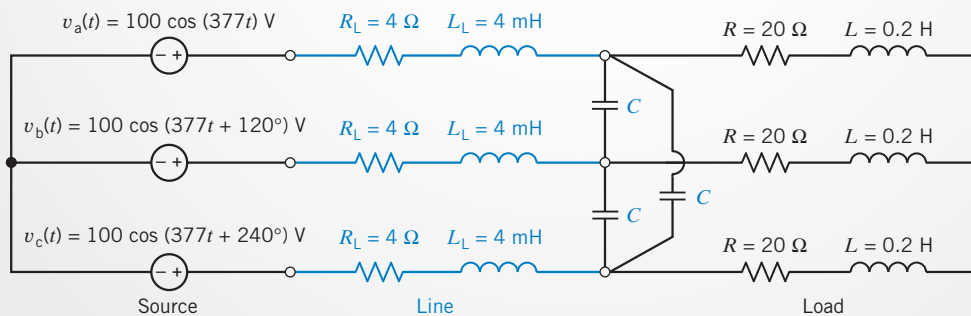 v_a(t) = 100 cos (377t) V
R_L = 4 Ω
L_L = 4 mH
R = 20 Ω
L = 0.2 H
– +
C
v_b(t) = 100 cos (377t + 120°) V
R_L = 4 Ω
L_L = 4 mH
R = 20 Ω
L = 0.2 H
– +
C
C
v_c(t) = 100 cos (377t + 240°) V
R_L = 4 Ω
L_L = 4 mH
R = 20 Ω
L = 0.2 H
– +
Source
Line
Load